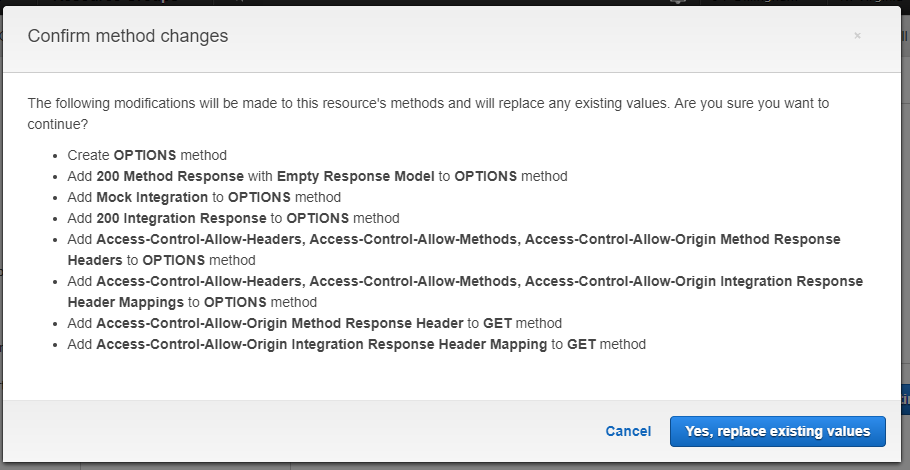 Confirm method changes
×
The following modifications will be made to this resource's methods and will replace any existing values. Are you sure you want to
continue?
• Create OPTIONS method
• Add 200 Method Response with Empty Response Model to OPTIONS method
• Add Mock Integration to OPTIONS method
• Add 200 Integration Response to OPTIONS method
• Add Access-Control-Allow-Headers, Access-Control-Allow-Methods, Access-Control-Allow-Origin Method Response
Headers to OPTIONS method
• Add Access-Control-Allow-Headers, Access-Control-Allow-Methods, Access-Control-Allow-Origin Integration Response
Header Mappings to OPTIONS method
• Add Access-Control-Allow-Origin Method Response Header to GET method
• Add Access-Control-Allow-Origin Integration Response Header Mapping to GET method
Cancel Yes, replace existing values